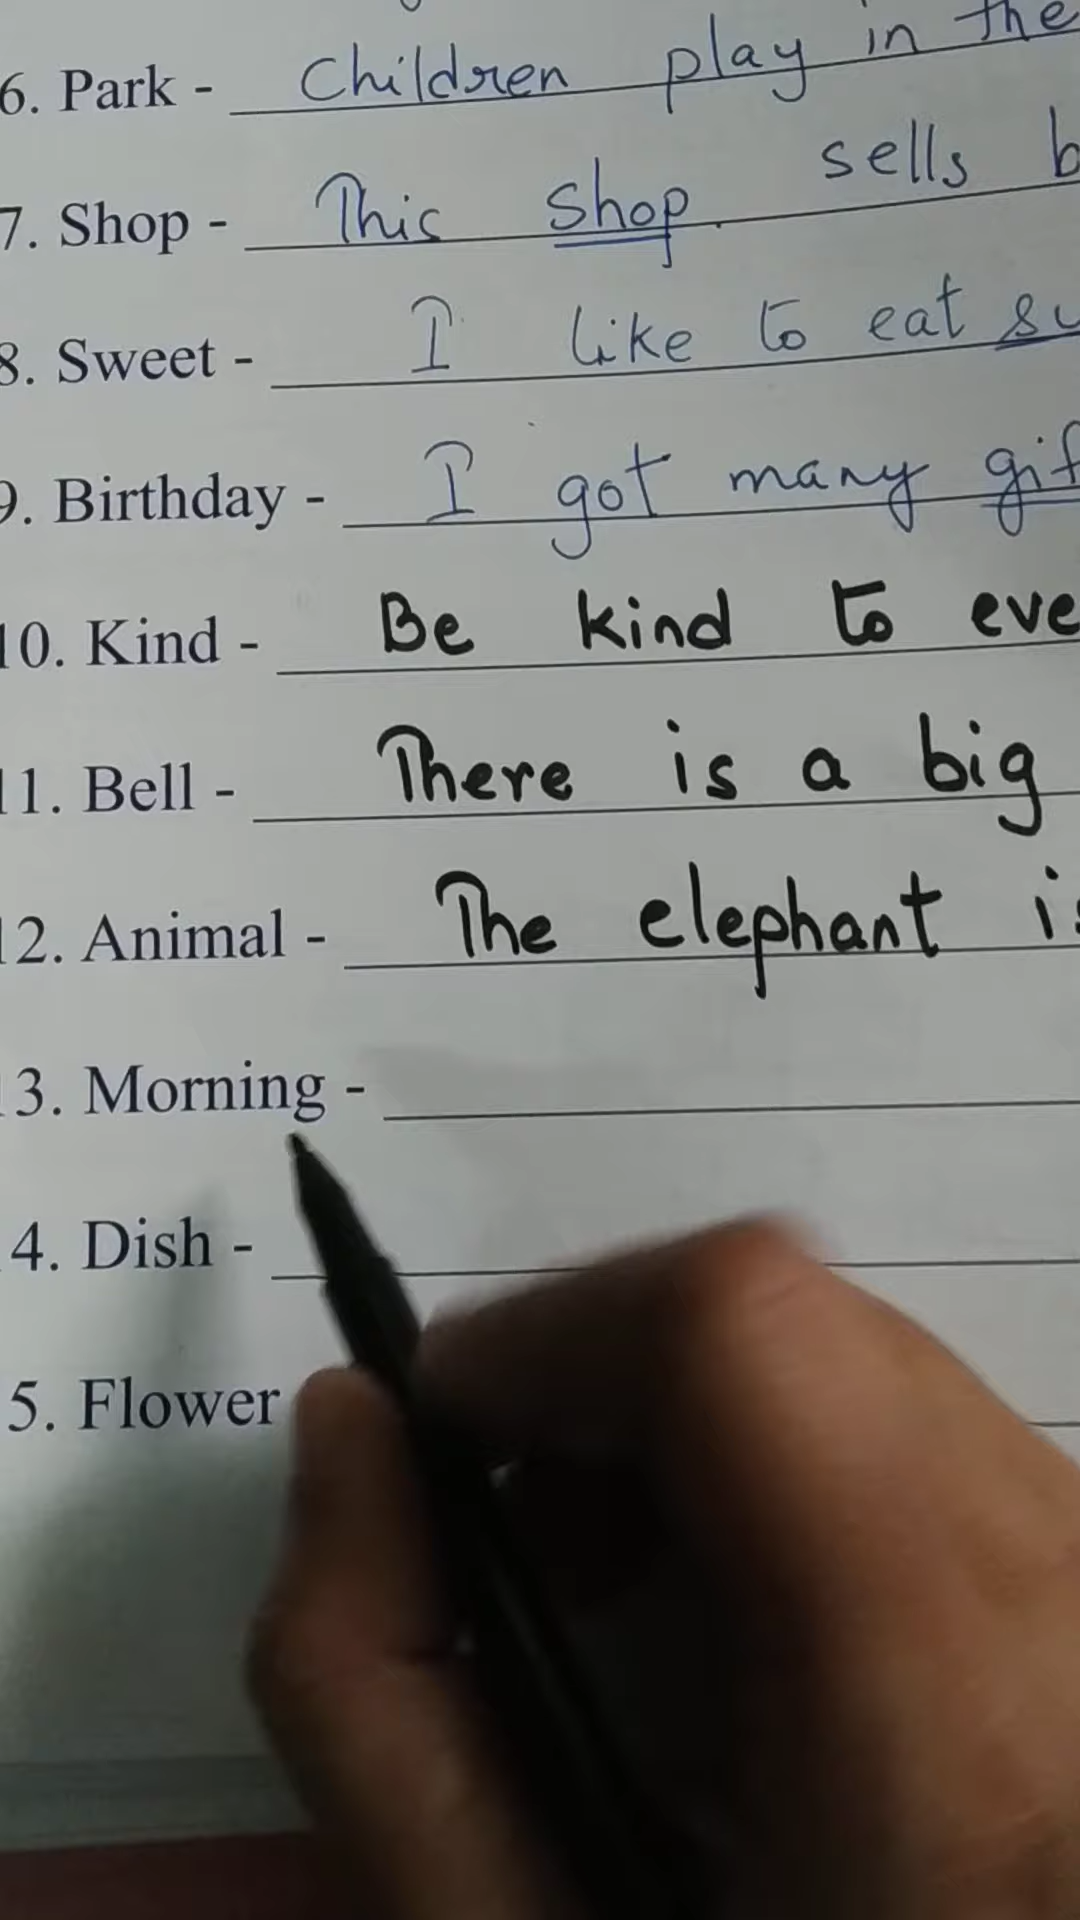 6. Park - Children play in the
7. Shop - This shop sells
8. Sweet - I like to eat
9. Birthday - I got many
10. Kind - Be kind to
11. Bell - There is a big
12. Animal - The elephant
3. Morning -
4. Dish -
5. Flower